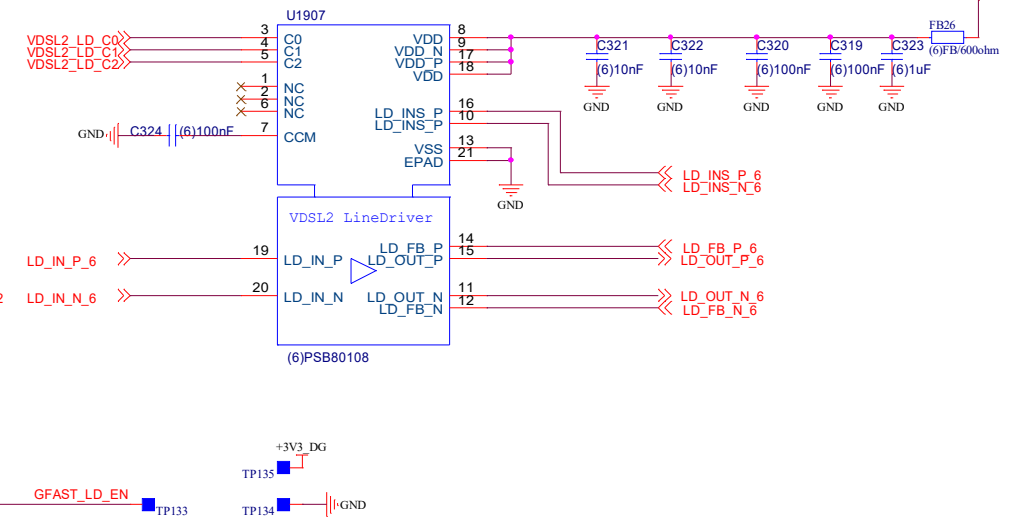 U1907
VDSL2_LD_C0
VDSL2_LD_C1
VDSL2_LD_C2
3
4
5
C0
C1
C2
1
2
6
NC
NC
NC
GND
C324
(6)100nF
7
CCM
VDD
VDD_N
VDD_P
VDD
8
9
17
18
LD_INS_P
LD_INS_P
16
10
VSS
EPAD
13
21
GND
C321
(6)10nF
GND
C322
(6)10nF
GND
C320
(6)100nF
GND
C319
(6)100nF
GND
C323
(6)1uF
GND
FB26
(6)FB/600ohm
LD_INS_P_6
LD_INS_N_6
VDSL2 LineDriver
LD_IN_P_6
19
LD_IN_P
LD_FB_P
LD_OUT_P
14
15
LD_FB_P_6
LD_OUT_P_6
2
LD_IN_N_6
20
LD_IN_N
LD_OUT_N
LD_FB_N
11
12
LD_OUT_N_6
LD_FB_N_6
(6)PSB80108
+3V3_DG
TP135
GFAST_LD_EN
TP133
TP134
GND